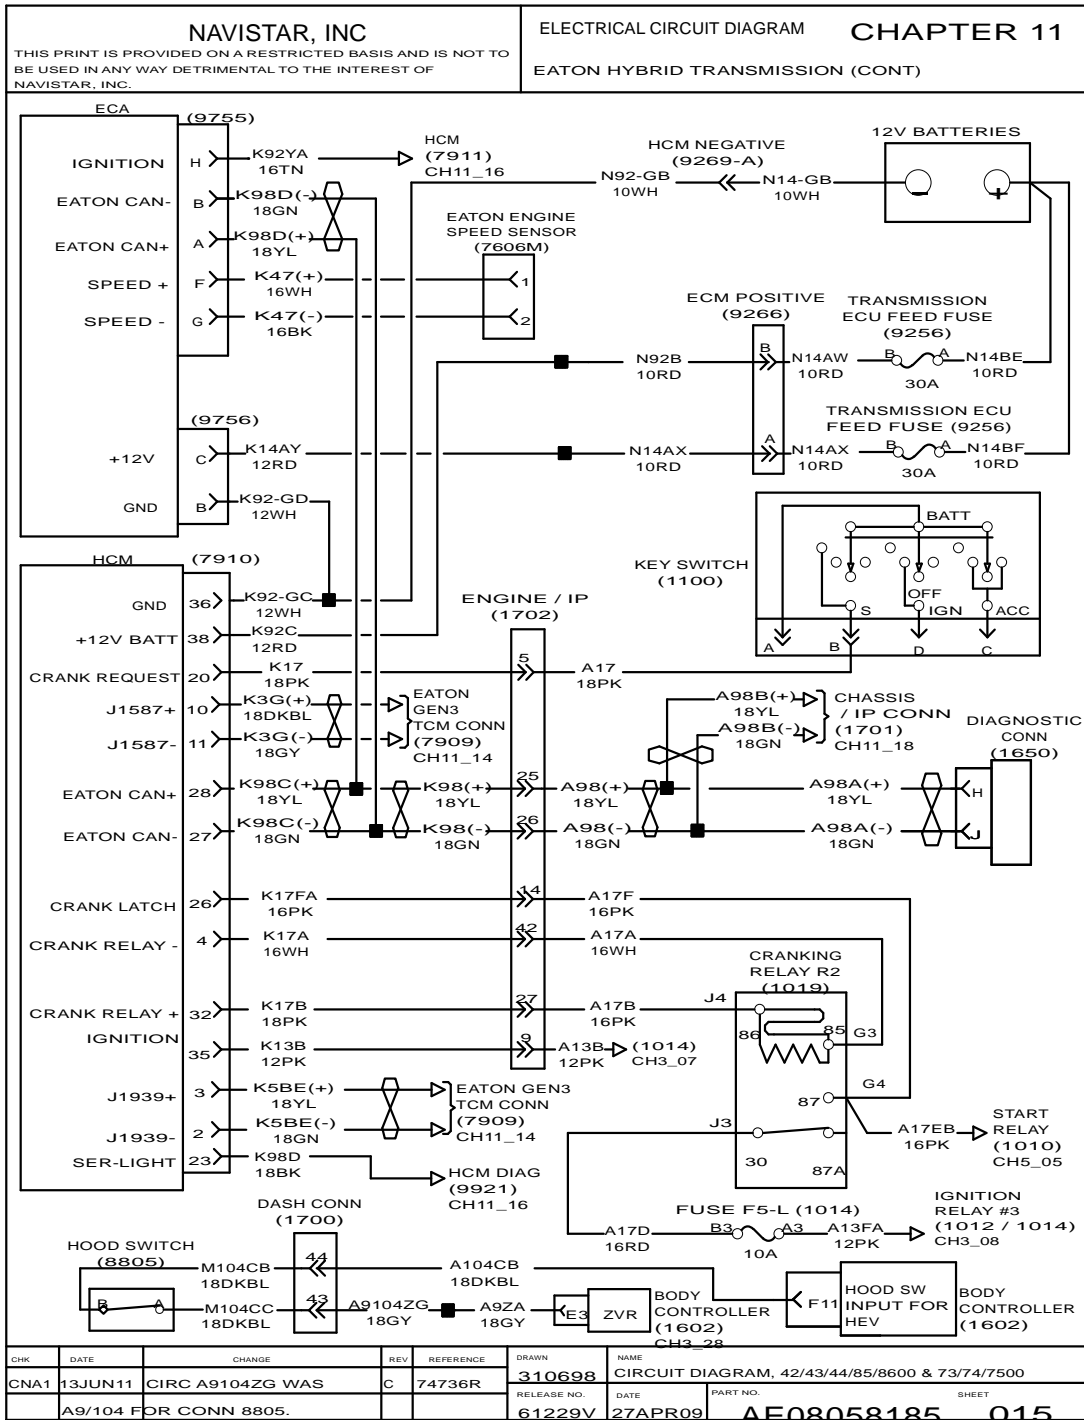 NAVISTAR, INC
THIS PRINT IS PROVIDED ON A RESTRICTED BASIS AND IS NOT TO
BE USED IN ANY WAY DETRIMENTAL TO THE INTEREST OF
NAVISTAR, INC.
ELECTRICAL CIRCUIT DIAGRAM
CHAPTER 11
EATON HYBRID TRANSMISSION (CONT)
ECA
(9755)
IGNITION H K92YA
16TN
HCM
(7911)
CH11_16
EATON CAN- B K98D(-)
18GN
EATON CAN+ A K98D(+)
18YL
SPEED + F K47(+)
16WH
SPEED - G K47(-)
16BK
EATON ENGINE
SPEED SENSOR
(7606M)
1
2
HCM NEGATIVE
(9269-A)
N92-GB
10WH
N14-GB
10WH
12V BATTERIES
- +
ECM POSITIVE
(9266)
TRANSMISSION
ECU FEED FUSE
(9256)
N92B
10RD
B
N14AW
10RD
B A
30A
N14BE
10RD
TRANSMISSION ECU
FEED FUSE (9256)
N14AX
10RD
A
N14AX
10RD
B A
30A
N14BF
10RD
(9756)
+12V C K14AY
12RD
GND B K92-GD
12WH
HCM
(7910)
GND 36 K92-GC
12WH
+12V BATT 38 K92C
12RD
CRANK REQUEST 20 K17
18PK
J1587+ 10 K3G(+)
18DKBL
J1587- 11 K3G(-)
18GY
EATON
GEN3
TCM CONN
(7909)
CH11_14
ENGINE / IP
(1702)
5
A17
18PK
KEY SWITCH
(1100)
BATT
OFF
S IGN ACC
A B D C
A98B(+)
18YL
A98B(-)
18GN
CHASSIS
/ IP CONN
(1701)
CH11_18
DIAGNOSTIC
CONN
(1650)
EATON CAN+ 28 K98C(+)
18YL
K98(+)
18YL
25
A98(+)
18YL
A98A(+)
18YL
H
EATON CAN- 27 K98C(-)
18GN
K98(-)
18GN
26
A98(-)
18GN
A98A(-)
18GN
J
CRANK LATCH 26 K17FA
16PK
14
A17F
16PK
CRANK RELAY - 4 K17A
16WH
42
A17A
16WH
CRANKING
RELAY R2
(1019)
CRANK RELAY + 32 K17B
18PK
27
A17B
16PK
J4
86 85 G3
IGNITION 35 K13B
12PK
9
A13B
12PK
(1014)
CH3_07
G4
87
J3
30 87A
A17EB
16PK
START
RELAY
(1010)
CH5_05
J1939+ 3 K5BE(+)
18YL
J1939- 2 K5BE(-)
18GN
EATON GEN3
TCM CONN
(7909)
CH11_14
SER-LIGHT 23 K98D
18BK
HCM DIAG
(9921)
CH11_16
A17D
16RD
FUSE F5-L (1014)
B3 A3
10A
A13FA
12PK
IGNITION
RELAY #3
(1012 / 1014)
CH3_08
DASH CONN
(1700)
HOOD SWITCH
(8805)
B A
M104CB
18DKBL
44
A104CB
18DKBL
M104CC
18DKBL
43
A9104ZG
18GY
A9ZA
18GY
E3 ZVR
BODY
CONTROLLER
(1602)
CH3_28
F11
HOOD SW
INPUT FOR
HEV
BODY
CONTROLLER
(1602)
CHK DATE CHANGE REV REFERENCE
CNA1 13JUN11 CIRC A9104ZG WAS C 74736R
A9/104 FOR CONN 8805.
DRAWN
310698
NAME
CIRCUIT DIAGRAM, 42/43/44/85/8600 & 73/74/7500
RELEASE NO.
61229V
DATE
27APR09
PART NO.
AE08058185
SHEET
015